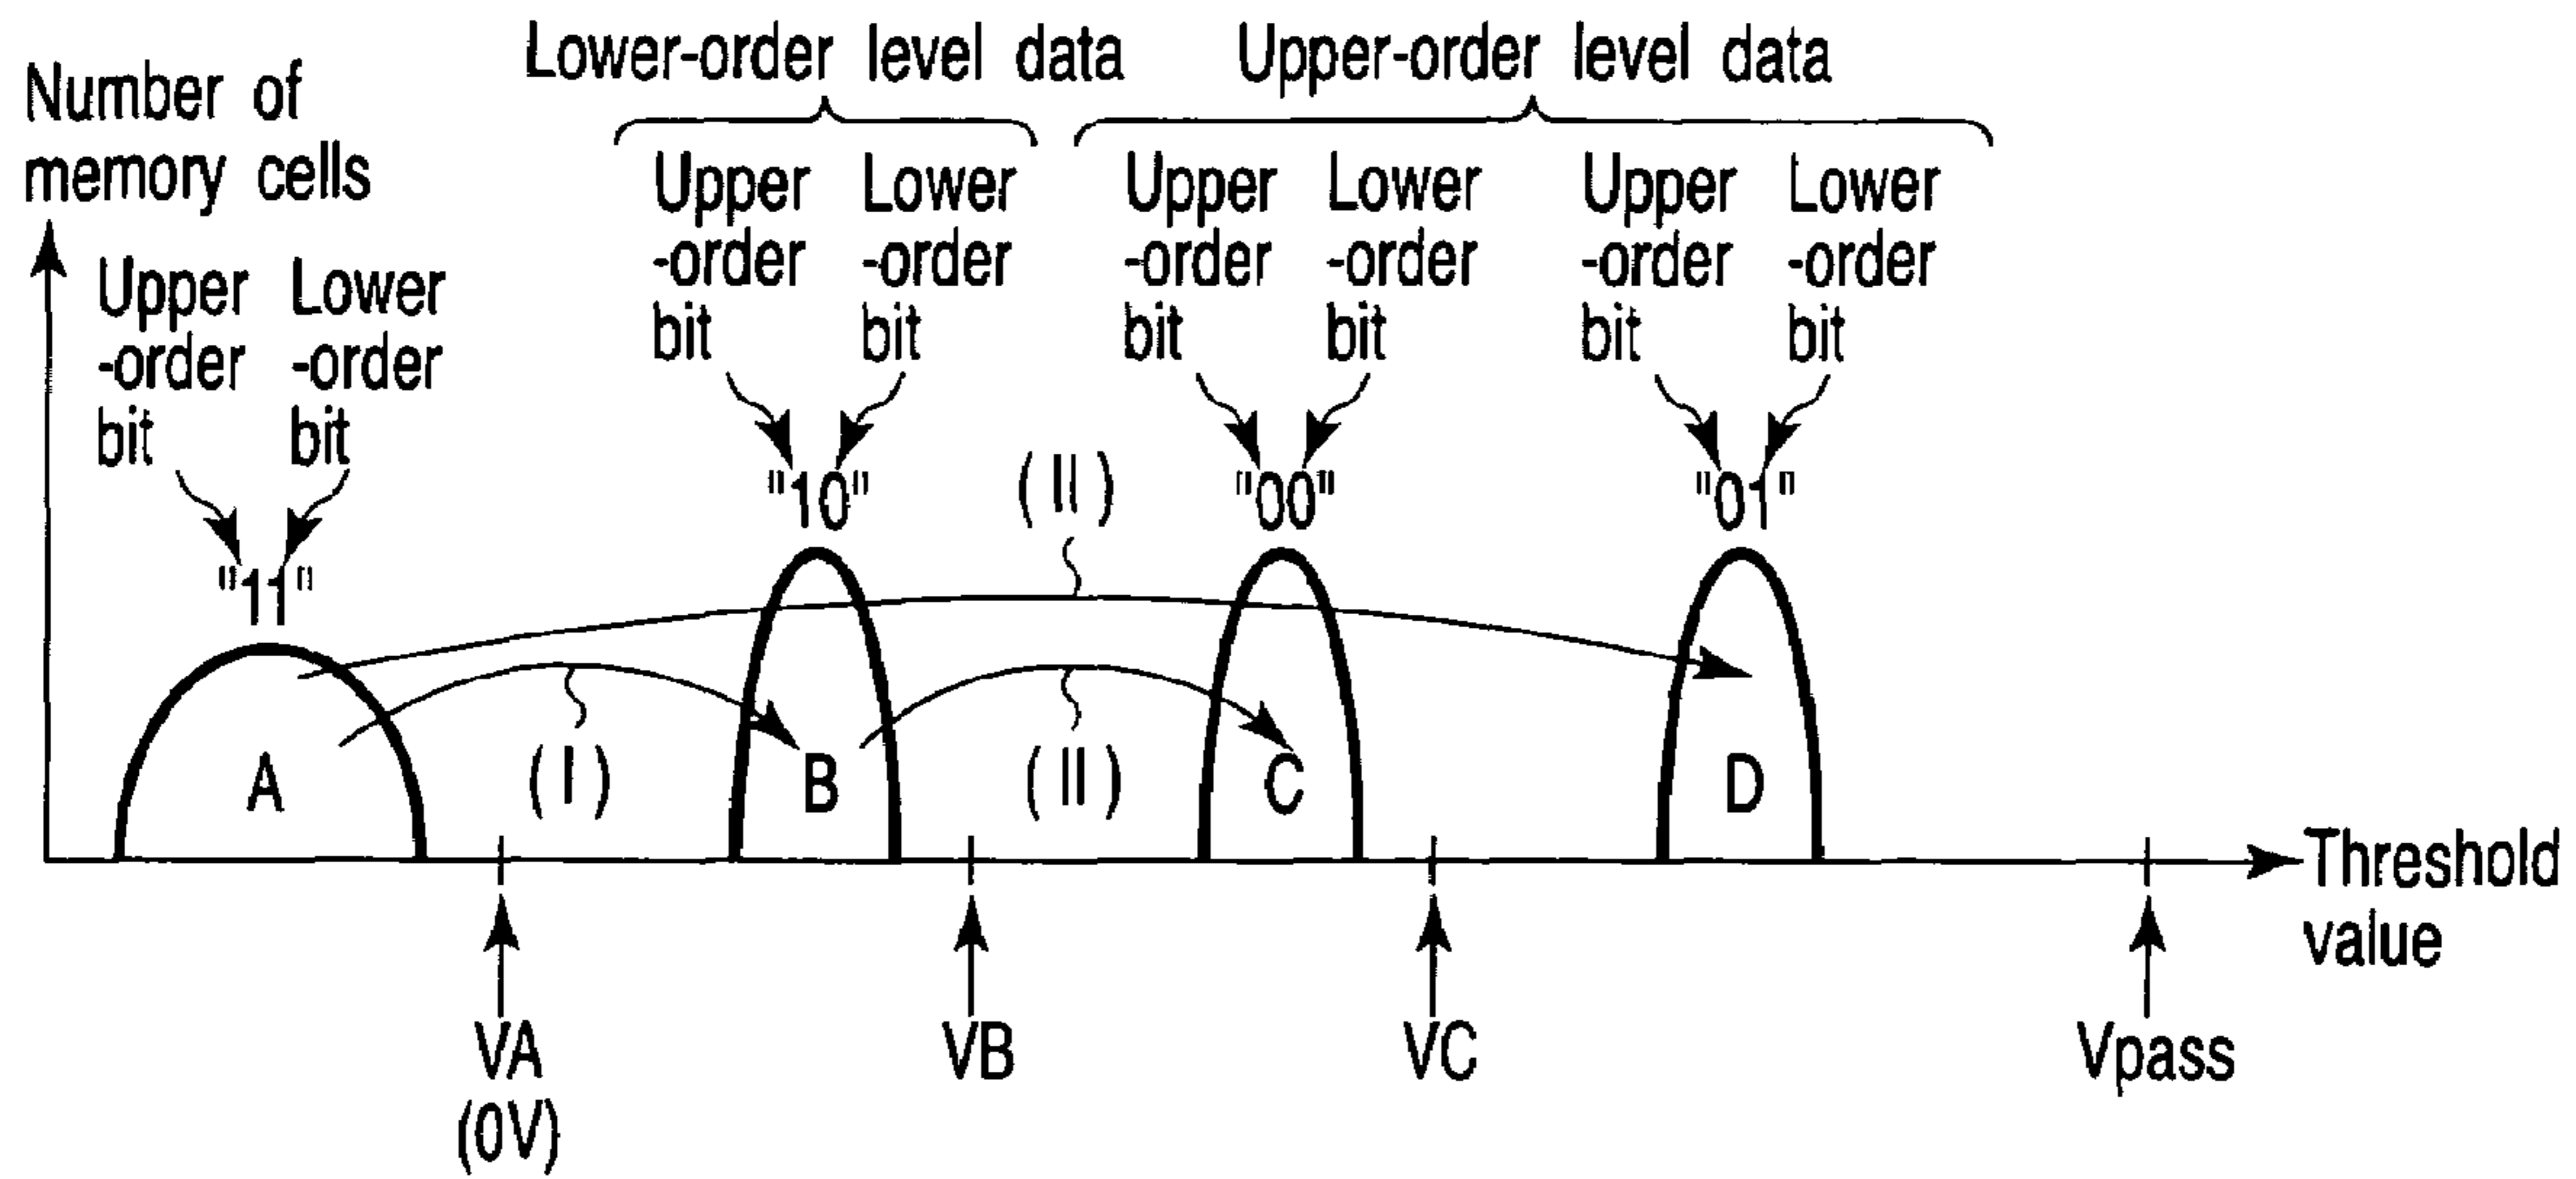 Lower-order level data
Upper-order level data
Number of
memory cells
Upper
-order
bit
Lower
-order
bit
"11"
Upper
-order
bit
Lower
-order
bit
"10"
Upper
-order
bit
Lower
-order
bit
"00"
Upper
-order
bit
Lower
-order
bit
"01"
(II)
A
(I)
B
(II)
C
D
Threshold
value
VA
(0V)
VB
VC
Vpass